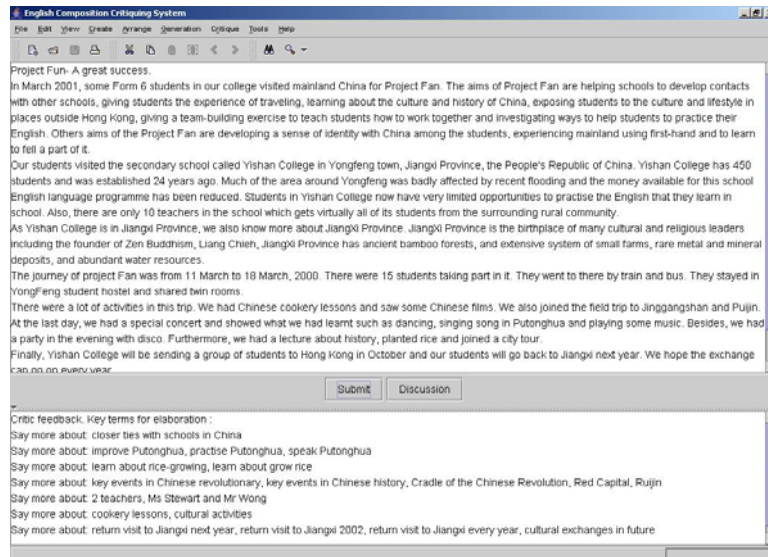 English Composition Critiquing System
File Edit View Create Arrange Generation Critique Tools Help
Project Fun- A great success.
In March 2001, some Form 6 students in our college visited mainland China for Project Fan. The aims of Project Fan are helping schools to develop contacts
with other schools, giving students the experience of traveling, learning about the culture and history of China, exposing students to the culture and lifestyle in
places outside Hong Kong, giving a team-building exercise to teach students how to work together and investigating ways to help students to practice their
English. Others aims of the Project Fan are developing a sense of identity with China among the students, experiencing mainland using first-hand and to learn
to fell a part of it.
Our students visited the secondary school called Yishan College in Yongfeng town, Jiangxi Province, the People's Republic of China. Yishan College has 450
students and was established 24 years ago. Much of the area around Yongfeng was badly affected by recent flooding and the money available for this school
English language programme has been reduced. Students in Yishan College now have very limited opportunities to practise the English that they learn in
school. Also, there are only 10 teachers in the school which gets virtually all of its students from the surrounding rural community.
As Yishan College is in Jiangxi Province, we also know more about JiangXi Province. JiangXi Province is the birthplace of many cultural and religious leaders
including the founder of Zen Buddhism, Liang Chieh, JiangXi Province has ancient bamboo forests, and extensive system of small farms, rare metal and mineral
deposits, and abundant water resources.
The journey of project Fan was from 11 March to 18 March, 2000. There were 15 students taking part in it. They went to there by train and bus. They stayed in
YongFeng student hostel and shared twin rooms.
There were a lot of activities in this trip. We had Chinese cookery lessons and saw some Chinese films. We also joined the field trip to Jinggangshan and Puijin.
At the last day, we had a special concert and showed what we had learnt such as dancing, singing song in Putonghua and playing some music. Besides, we had
a party in the evening with disco. Furthermore, we had a lecture about history, planted rice and joined a city tour.
Finally, Yishan College will be sending a group of students to Hong Kong in October and our students will go back to Jiangxi next year. We hope the exchange
can go on every year.
Submit Discussion
Critic feedback. Key terms for elaboration :
Say more about: closer ties with schools in China
Say more about: improve Putonghua, practise Putonghua, speak Putonghua
Say more about: learn about rice-growing, learn about grow rice
Say more about: key events in Chinese revolutionary, key events in Chinese history, Cradle of the Chinese Revolution, Red Capital, Ruijin
Say more about: 2 teachers, Ms Stewart and Mr Wong
Say more about: cookery lessons, cultural activities
Say more about: return visit to Jiangxi next year, return visit to Jiangxi 2002, return visit to Jiangxi every year, cultural exchanges in future